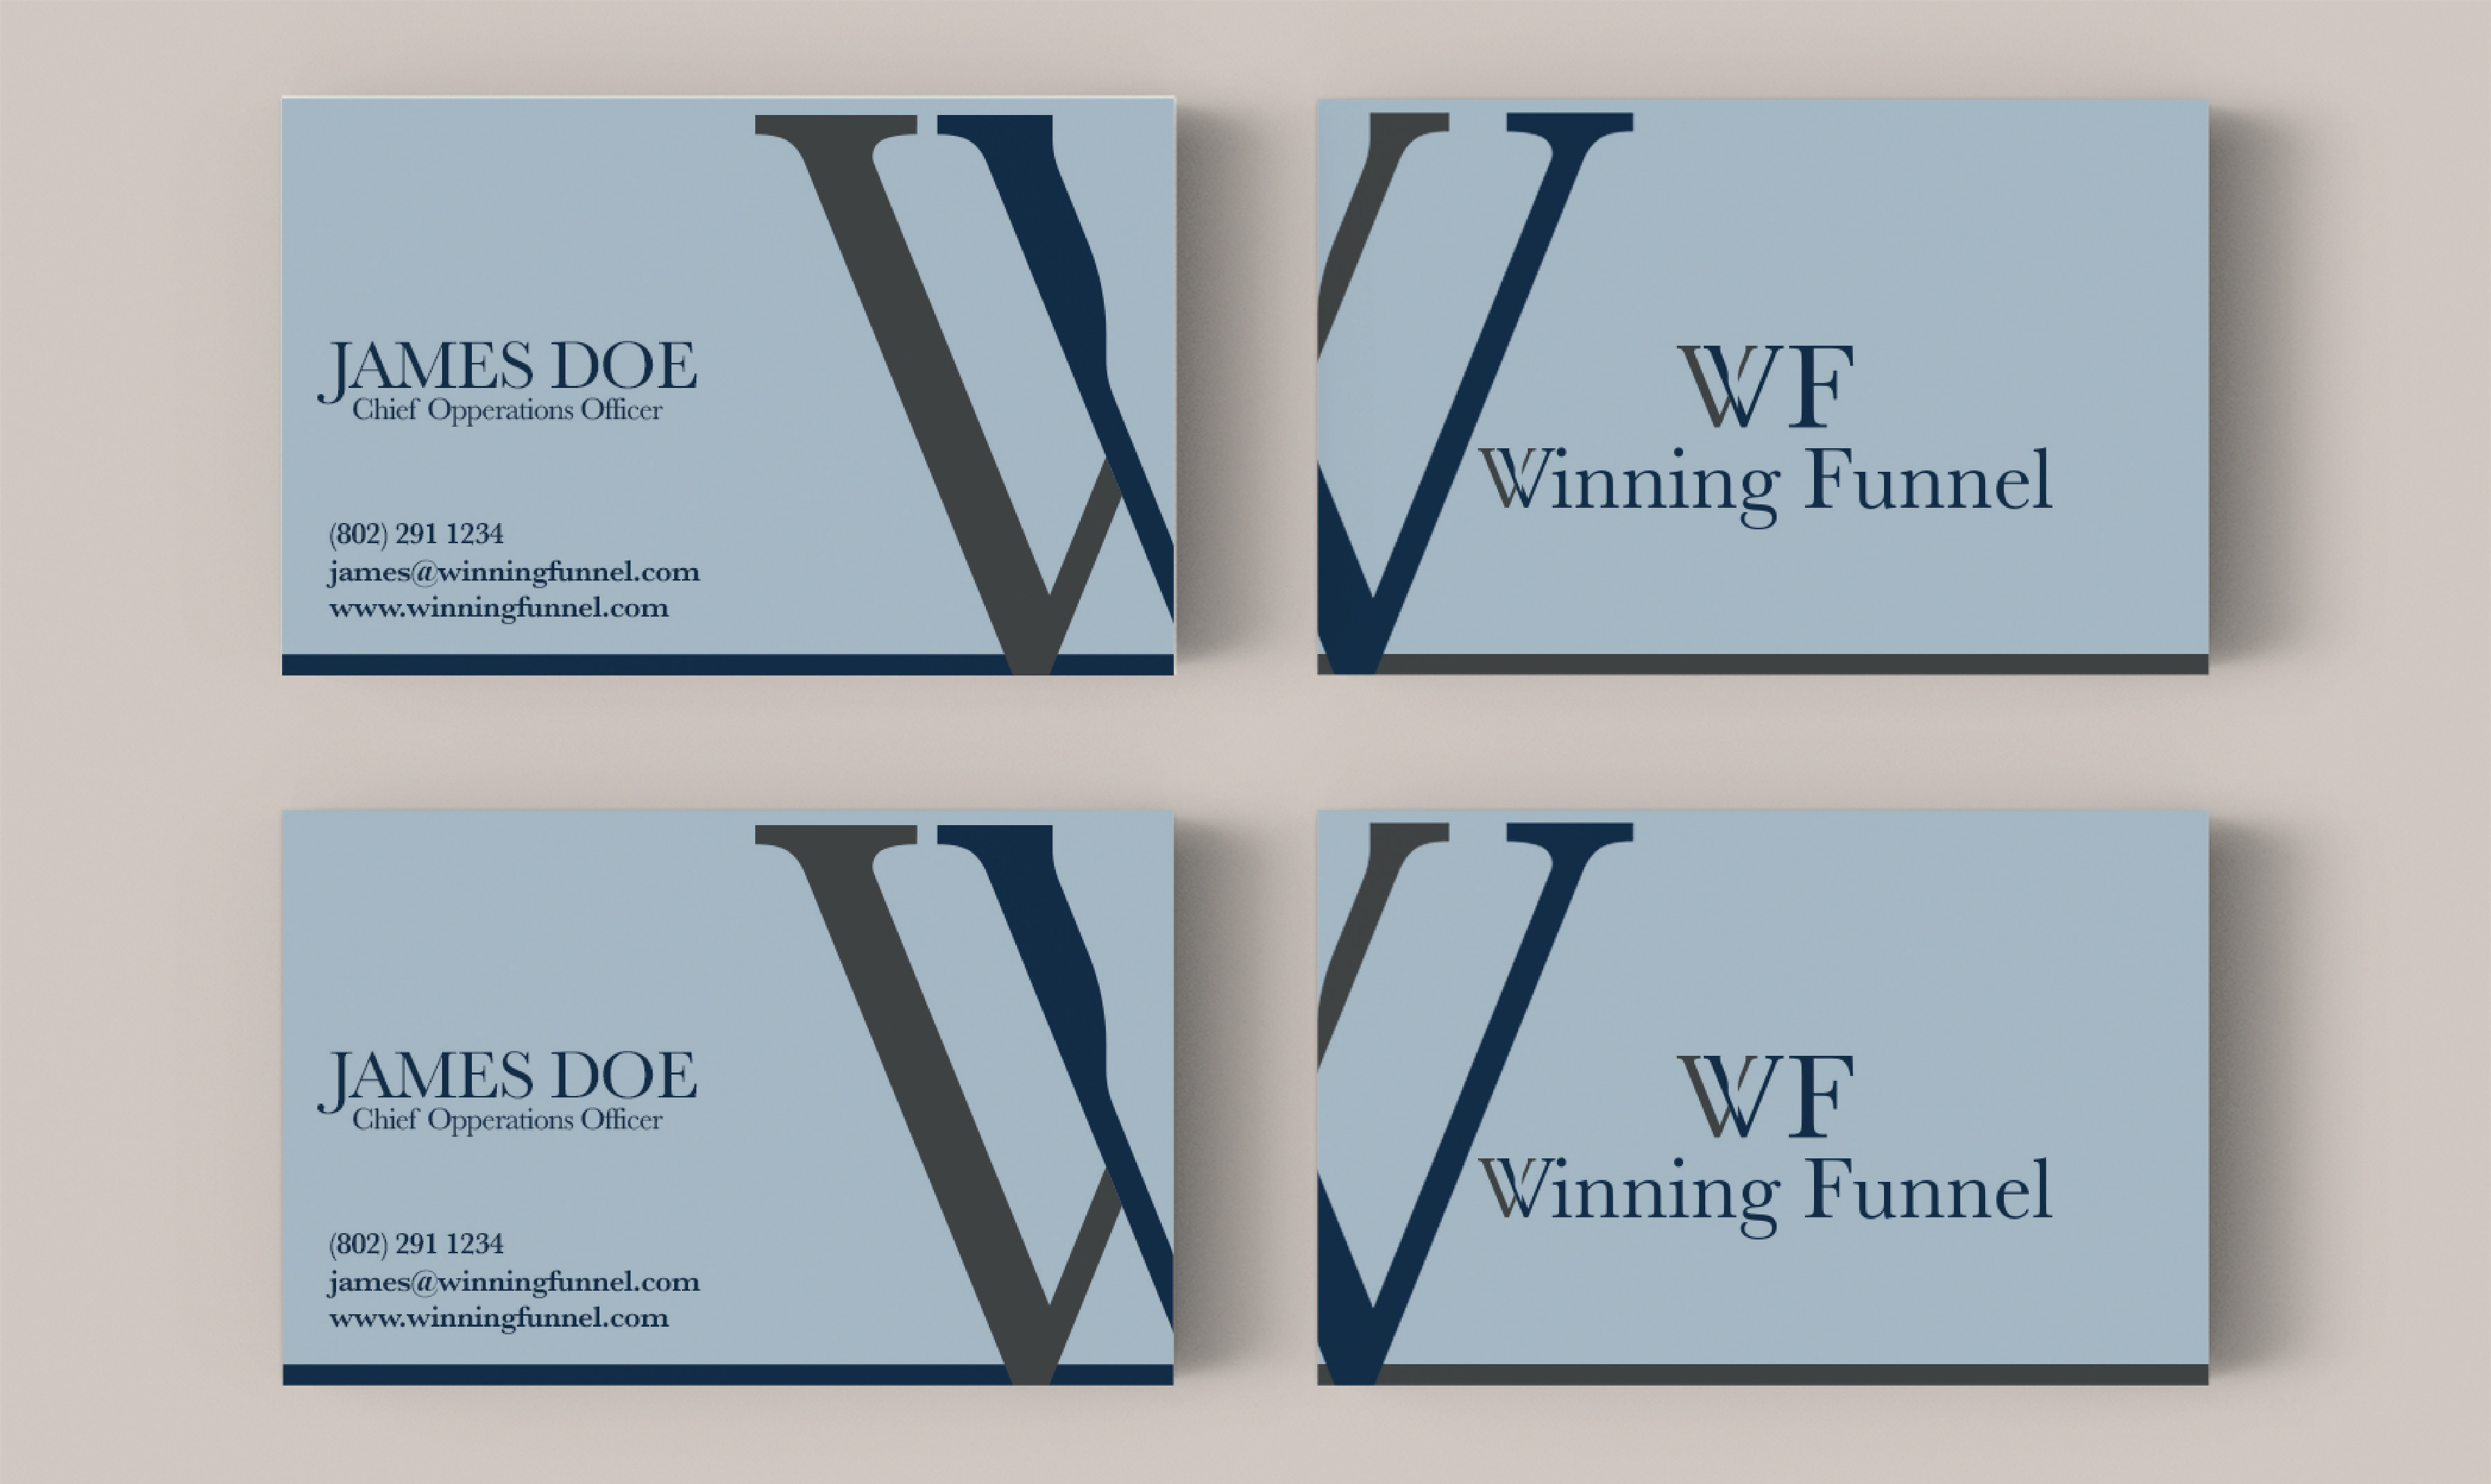 W
JAMES DOE
Chief Opperations Officer
(802) 291 1234
james@winningfunnel.com
www.winningfunnel.com
W
WF
Winning Funnel
W
JAMES DOE
Chief Opperations Officer
(802) 291 1234
james@winningfunnel.com
www.winningfunnel.com
W
WF
Winning Funnel